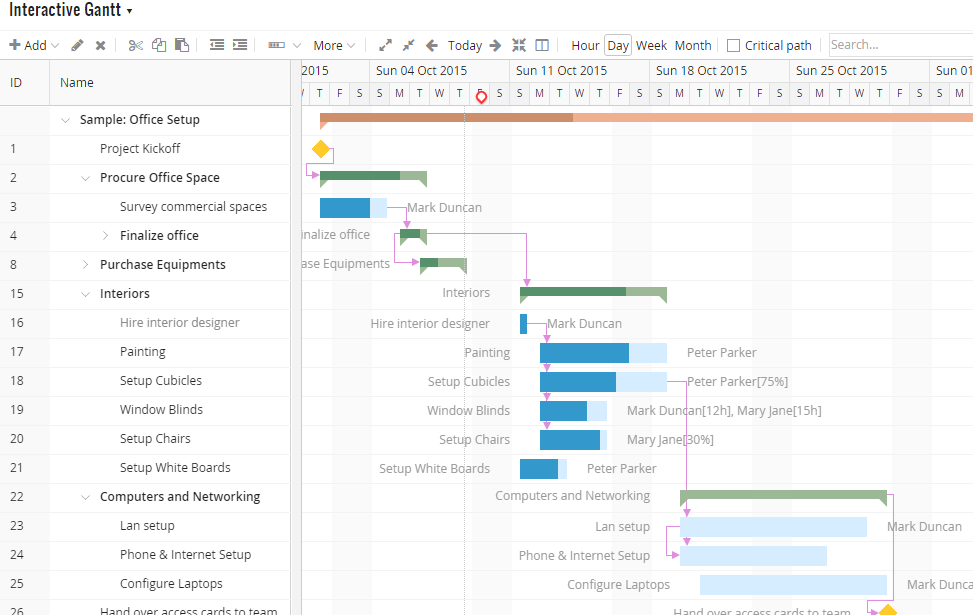 Interactive Gantt
Add More Today Hour Day Week Month Critical path Search...
ID Name 2015 Sun 04 Oct 2015 Sun 11 Oct 2015 Sun 18 Oct 2015 Sun 25 Oct 2015 Sun 01
T F S S M T W T F S S M T W T F S S M T W T F S S M T W T F S S M
Sample: Office Setup
1 Project Kickoff
2 Procure Office Space
3 Survey commercial spaces Mark Duncan
4 Finalize office inalize office
8 Purchase Equipments ase Equipments
15 Interiors Interiors
16 Hire interior designer Hire interior designer Mark Duncan
17 Painting Painting Peter Parker
18 Setup Cubicles Setup Cubicles Peter Parker[75%]
19 Window Blinds Window Blinds Mark Duncan[12h], Mary Jane[15h]
20 Setup Chairs Setup Chairs Mary Jane[30%]
21 Setup White Boards Setup White Boards Peter Parker
22 Computers and Networking Computers and Networking
23 Lan setup Lan setup Mark Duncan
24 Phone & Internet Setup Phone & Internet Setup
25 Configure Laptops Configure Laptops Mark Dunca
26 Hand over access cards to team Hand over access cards to team